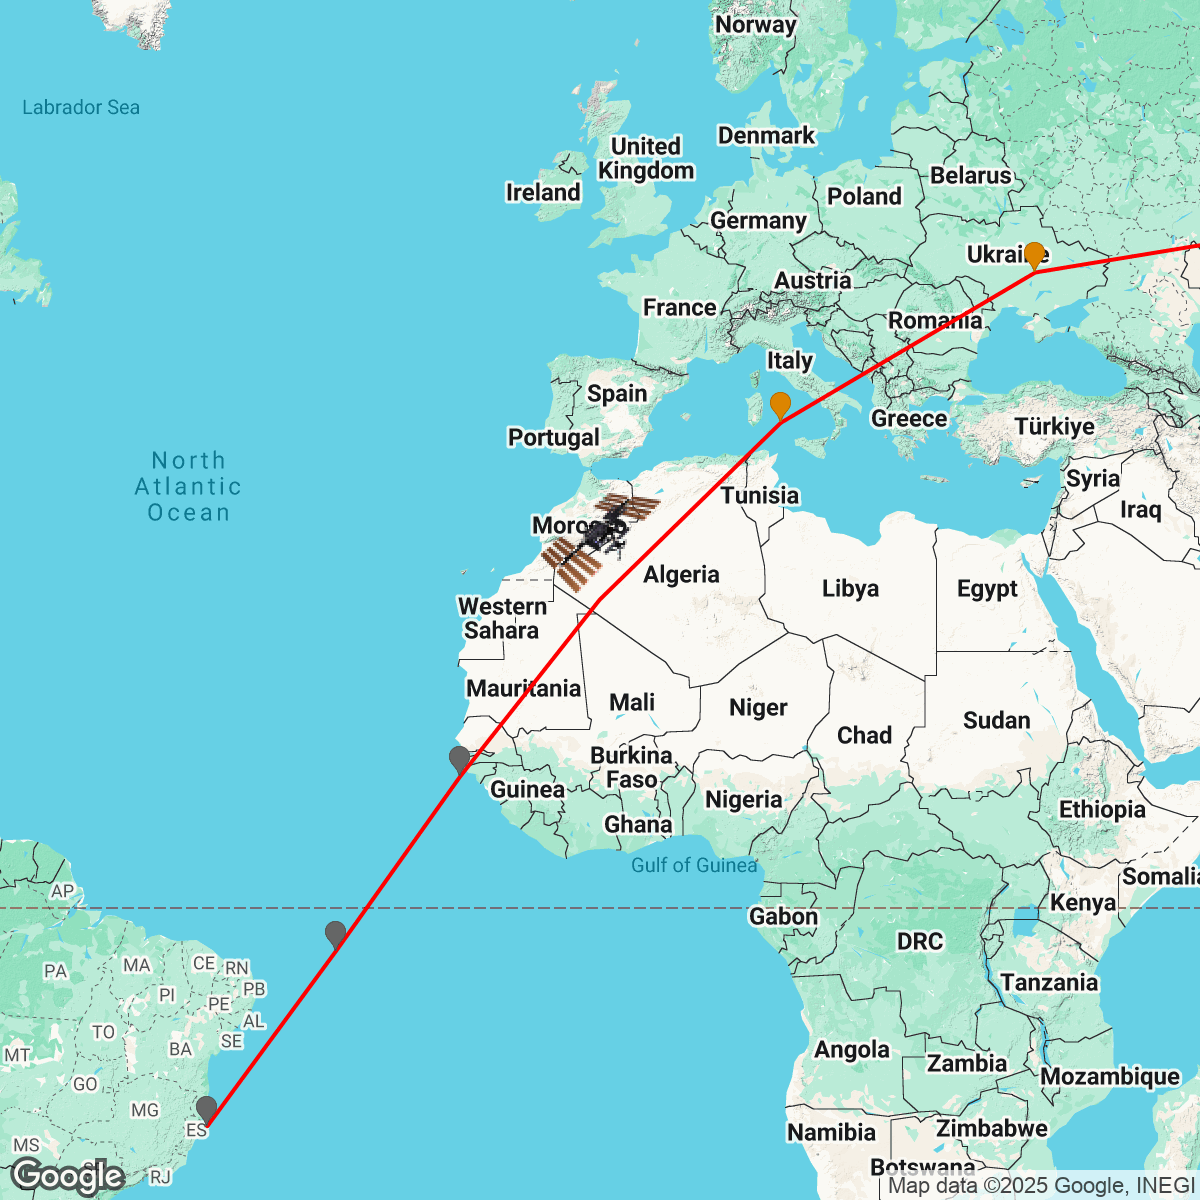 Norway
Labrador Sea
Denmark
United
Kingdom
Belarus
Ireland
Poland
Germany
Ukraine
Austria
France
Romania
Italy
Spain
Greece
Portugal
Türkiye
North
Atlantic
Ocean
Syria
Tunisia
Iraq
Morocco
Algeria
Libya
Egypt
Western
Sahara
Mauritania
Mali
Niger
Sudan
Chad
Burkina
Faso
Guinea
Nigeria
Ethiopia
Ghana
Gulf of Guinea
Somalia
AP
Kenya
Gabon
DRC
PA
MA
CE
RN
Tanzania
PI
PB
PE
AL
TO
SE
BA
MT
Angola
Zambia
Mozambique
GO
MG
ES
Namibia
Zimbabwe
MS
Botswana
RJ
Google
Map data ©2025 Google, INEGI